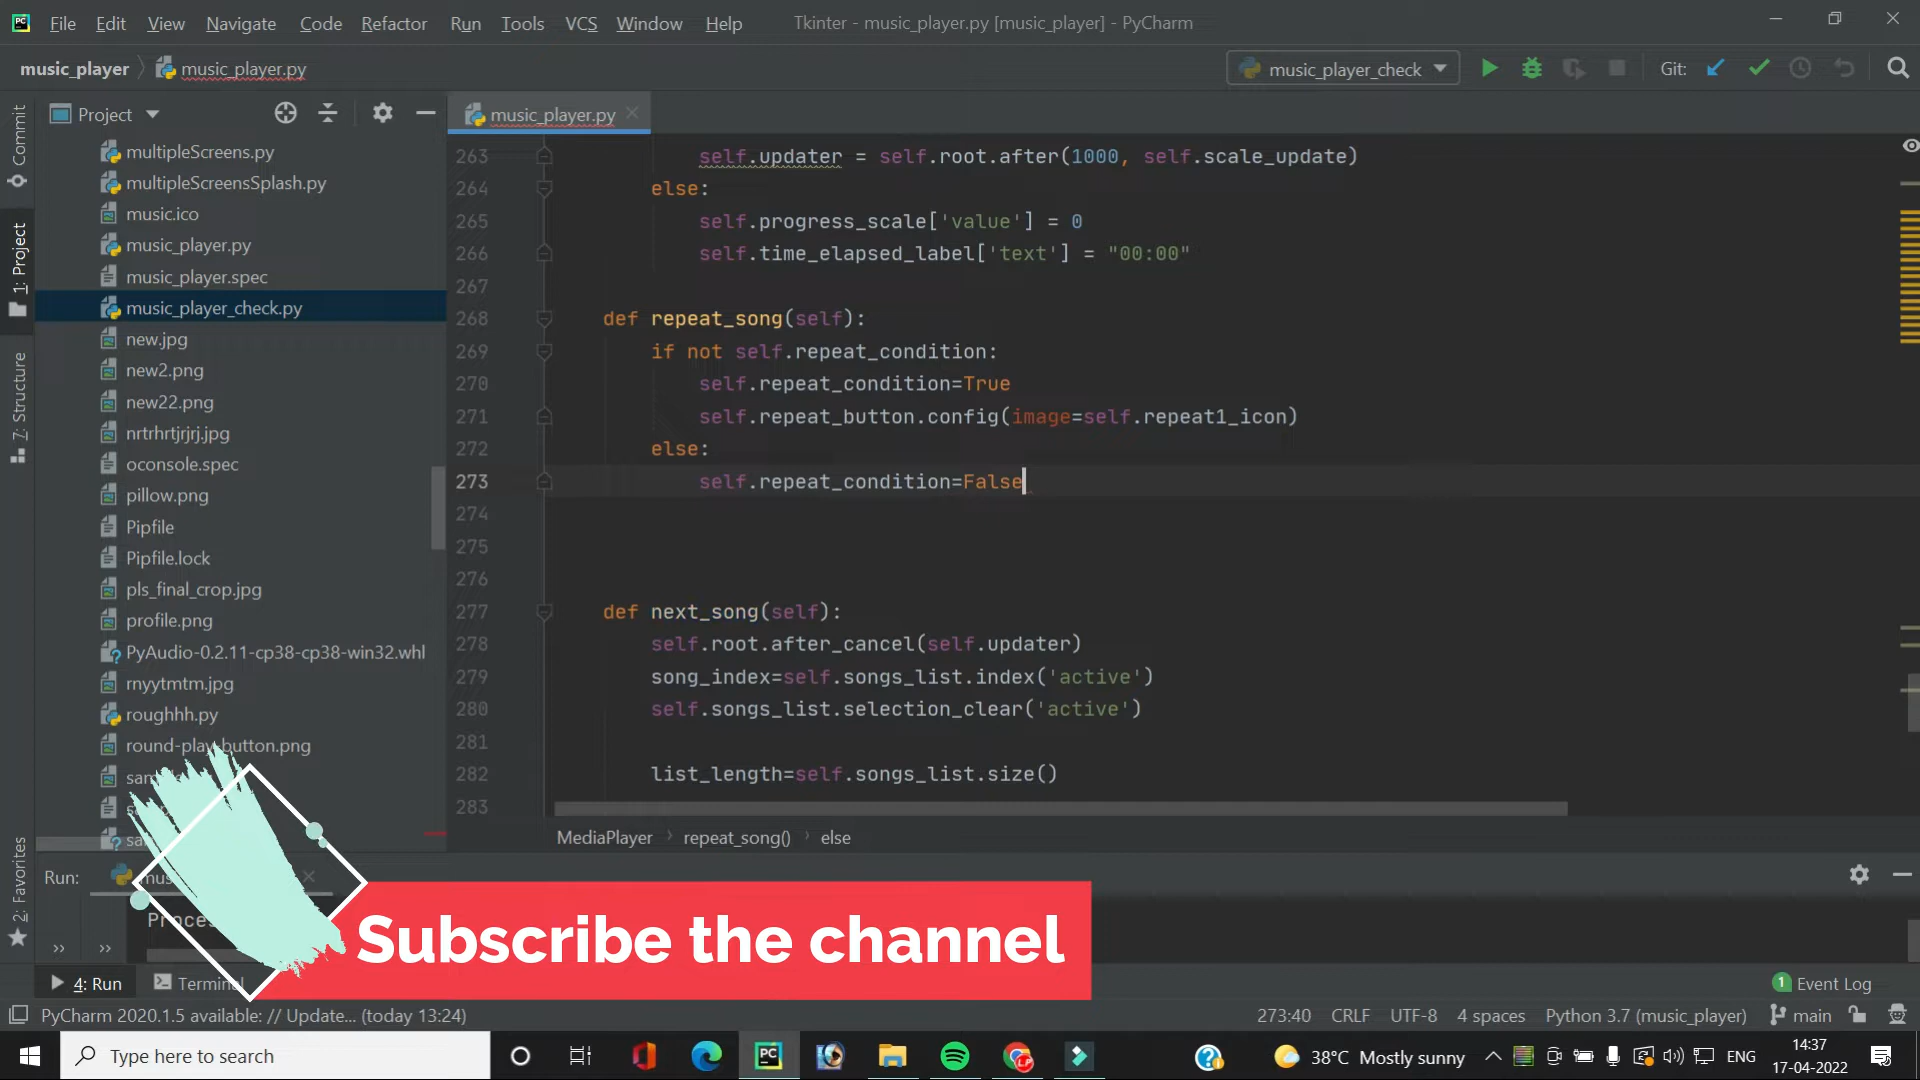 File Edit View Navigate Code Refactor Run Tools VCS Window Help Tkinter - music_player.py [music_player] - PyCharm
music_player music_player.py music_player_check Git:
Project music_player.py
Commit
1: Project
7: Structure
2: Favorites
multipleScreens.py
multipleScreensSplash.py
music.ico
music_player.py
music_player.spec
music_player_check.py
new.jpg
new2.png
new22.png
nrtrhrtjrjrj.jpg
oconsole.spec
pillow.png
Pipfile
Pipfile.lock
pls_final_crop.jpg
profile.png
PyAudio-0.2.11-cp38-cp38-win32.whl
rnyytmtm.jpg
roughhh.py
round-play-button.png
263 self.updater = self.root.after(1000, self.scale_update)
264 else:
265 self.progress_scale['value'] = 0
266 self.time_elapsed_label['text'] = "00:00"
267
268 def repeat_song(self):
269 if not self.repeat_condition:
270 self.repeat_condition=True
271 self.repeat_button.config(image=self.repeat1_icon)
272 else:
273 self.repeat_condition=False
274
275
276
277 def next_song(self):
278 self.root.after_cancel(self.updater)
279 song_index=self.songs_list.index('active')
280 self.songs_list.selection_clear('active')
281
282 list_length=self.songs_list.size()
283
MediaPlayer repeat_song() else
Run:
Subscribe the channel
4: Run Terminal 1 Event Log
PyCharm 2020.1.5 available: // Update... (today 13:24) 273:40 CRLF UTF-8 4 spaces Python 3.7 (music_player) main
Type here to search 38°C Mostly sunny ENG 14:37
17-04-2022